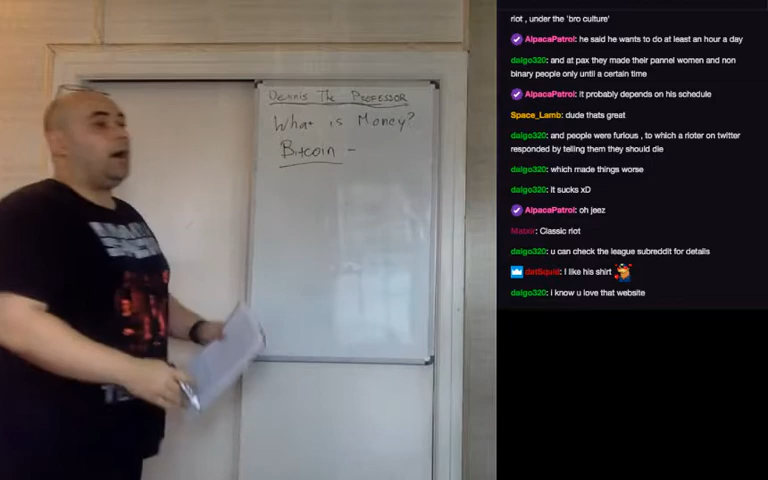 Dennis The Professor
What is Money?
Bitcoin -
riot , under the 'bro culture'
AlpacaPatrol: he said he wants to do at least an hour a day
daigo320: and at pax they made their pannel women and non
binary people only until a certain time
AlpacaPatrol: it probably depends on his schedule
Space_Lamb: dude thats great
daigo320: and people were furious , to which a rioter on twitter
responded by telling them they should die
daigo320: which made things worse
daigo320: It sucks xD
AlpacaPatrol: oh jeez
Classic riot
daigo320: u can check the league subreddit for details
datSquid: I like his shirt
daigo320: i know u love that website